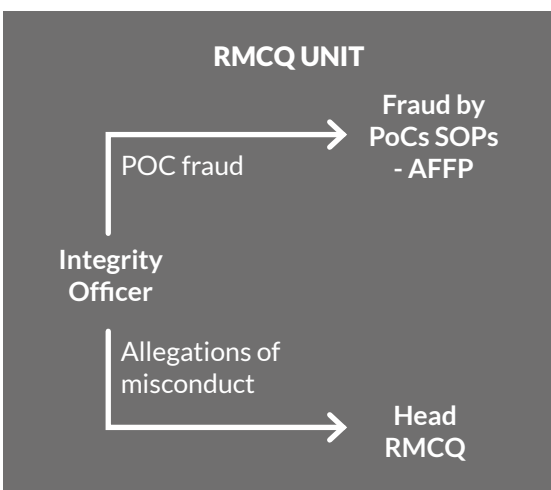 RMCQ UNIT
Fraud by
PoCs SOPs
- AFFP
POC fraud
Integrity
Officer
Allegations of
misconduct
Head
RMCQ